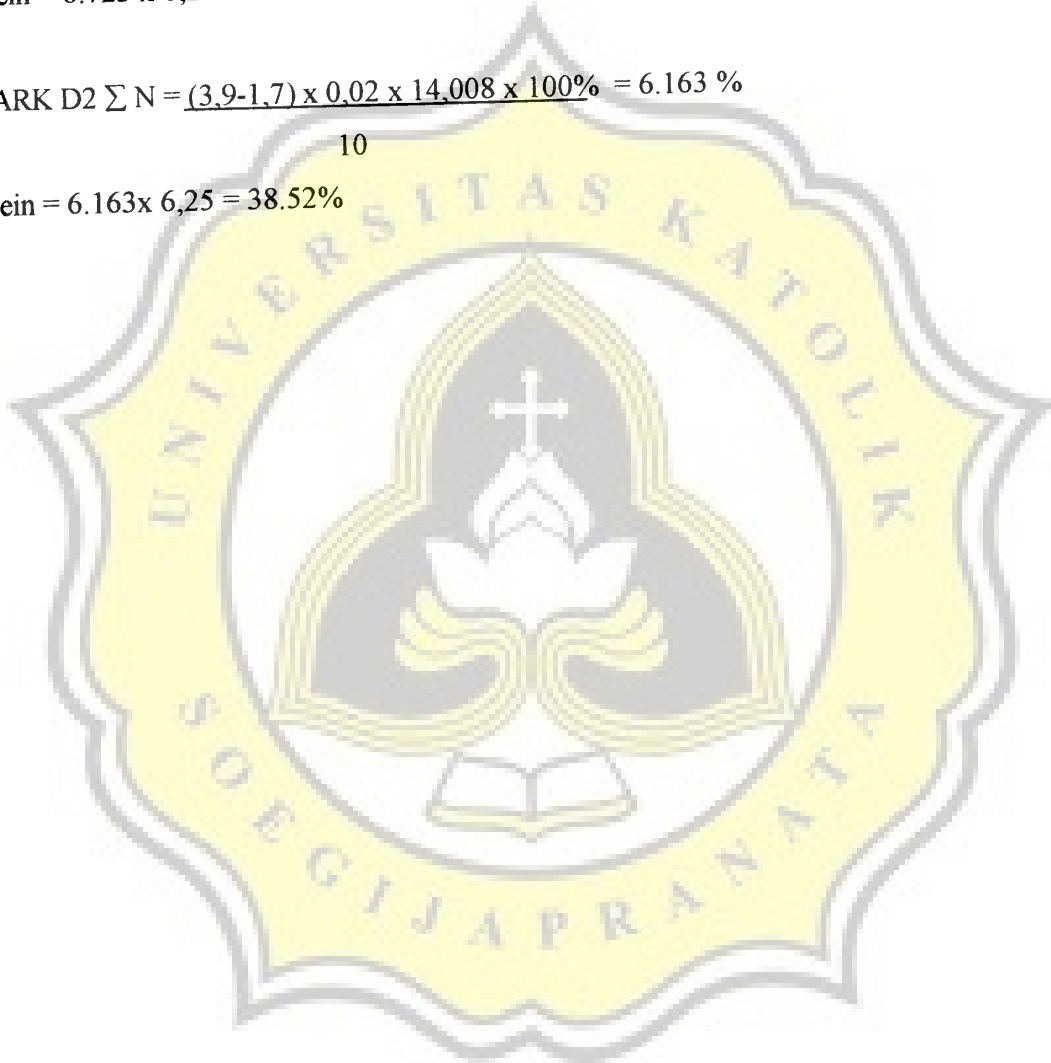 ARK D2 ∑ N = (3,9-1,7) x 0,02 x 14,008 x 100% = 6.163 %
10
ein = 6.163x 6,25 = 38.52%
UNIVERSITAS KATOLIK
SOEGIJAPRANATA